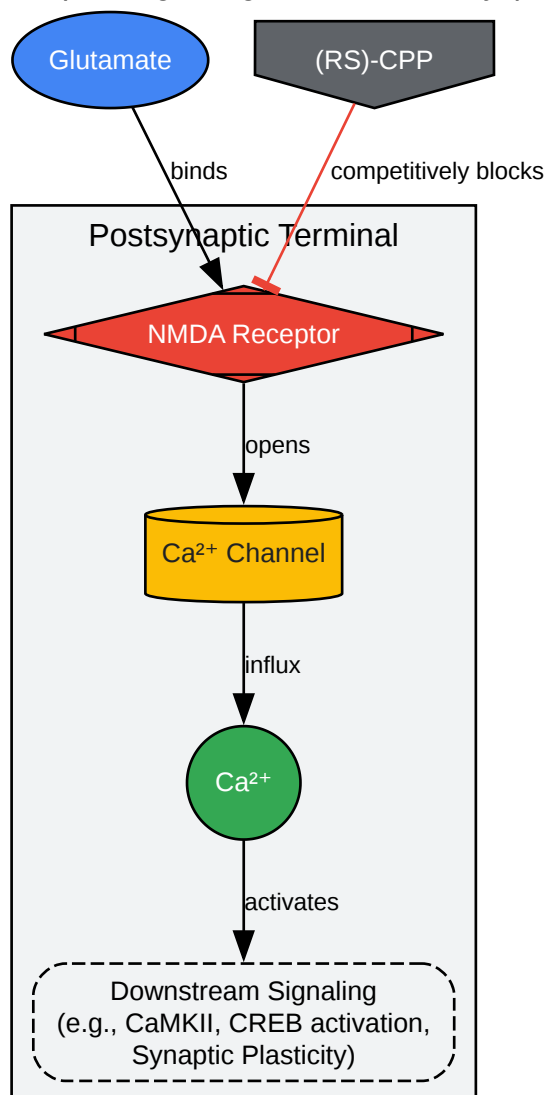 Glutamate
(RS)-CPP
binds
competitively blocks
Postsynaptic Terminal
NMDA Receptor
opens
Ca²⁺ Channel
influx
Ca²⁺
activates
Downstream Signaling
(e.g., CaMKII, CREB activation,
Synaptic Plasticity)